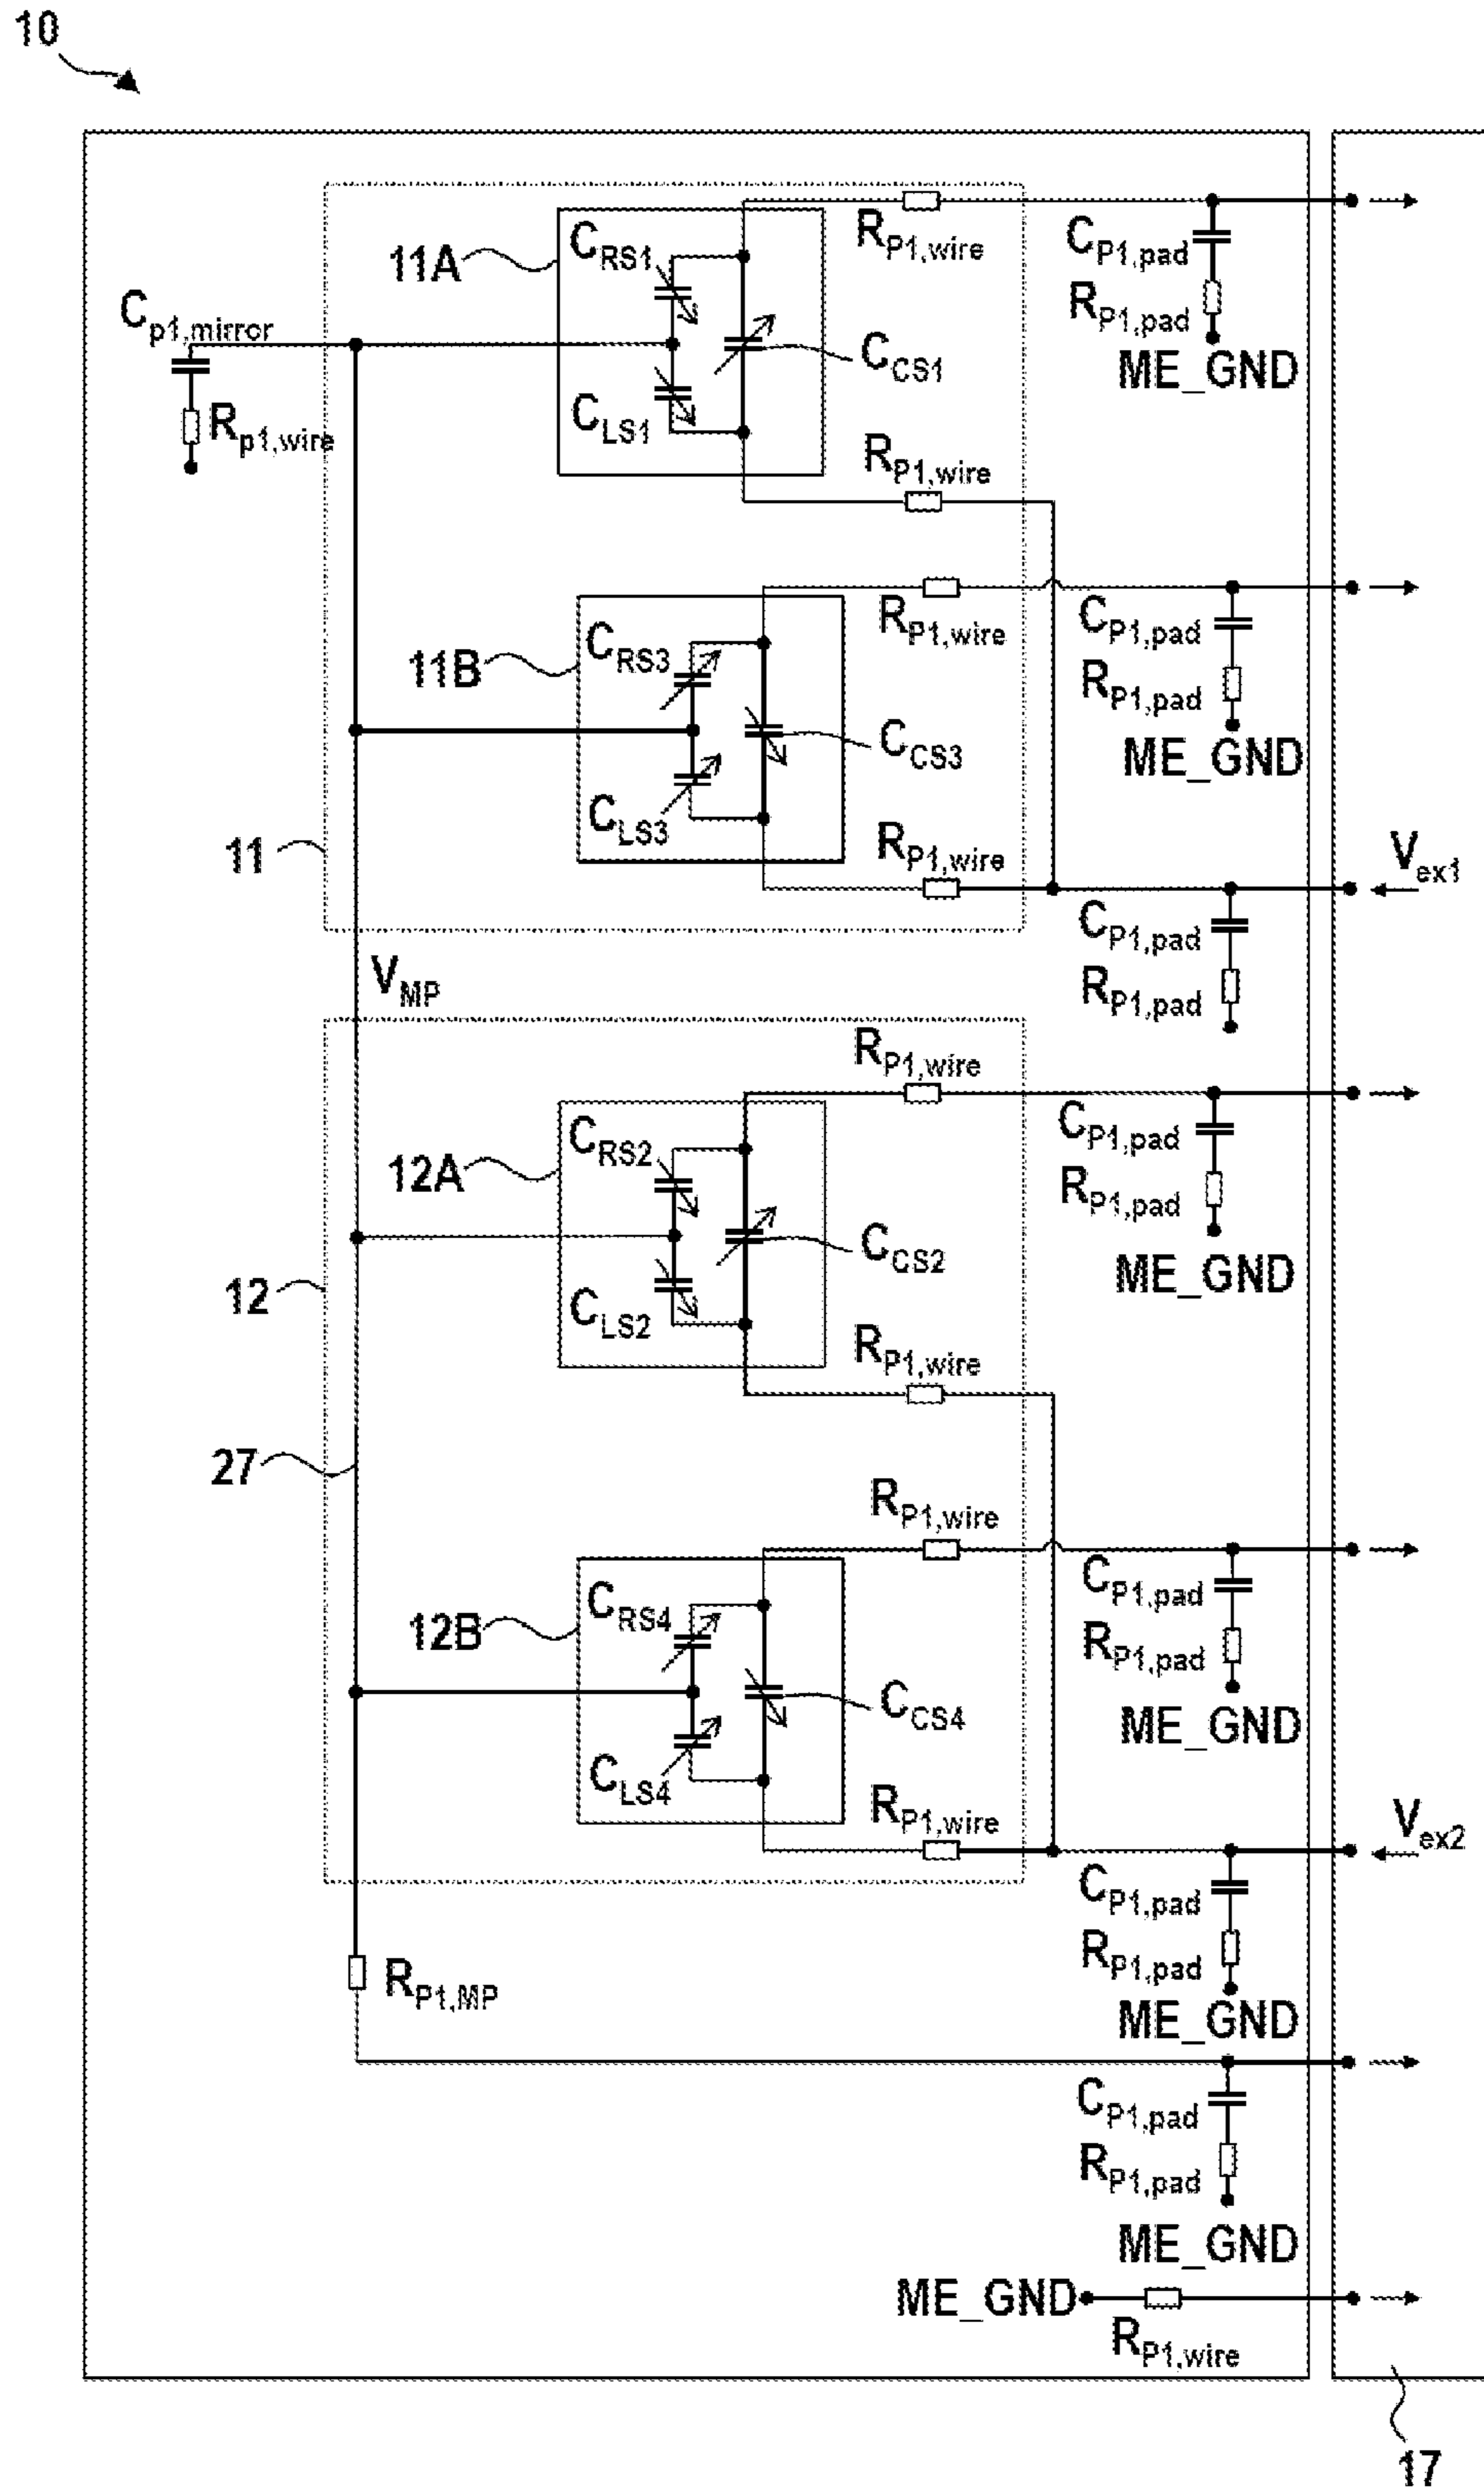 10
R_P1,wire
C_P1,pad
R_P1,pad
ME_GND
11A
C_RS1
C_CS1
C_LS1
C_p1,mirror
R_p1,wire
R_P1,wire
R_P1,wire
C_P1,pad
R_P1,pad
ME_GND
11B
C_RS3
C_CS3
C_LS3
11
R_P1,wire
V_ex1
C_P1,pad
R_P1,pad
V_MP
R_P1,wire
C_P1,pad
R_P1,pad
ME_GND
12A
C_RS2
C_CS2
C_LS2
12
R_P1,wire
27
R_P1,wire
C_P1,pad
R_P1,pad
ME_GND
12B
C_RS4
C_CS4
C_LS4
R_P1,wire
V_ex2
C_P1,pad
R_P1,pad
ME_GND
R_P1,MP
C_P1,pad
R_P1,pad
ME_GND
ME_GND
R_P1,wire
17